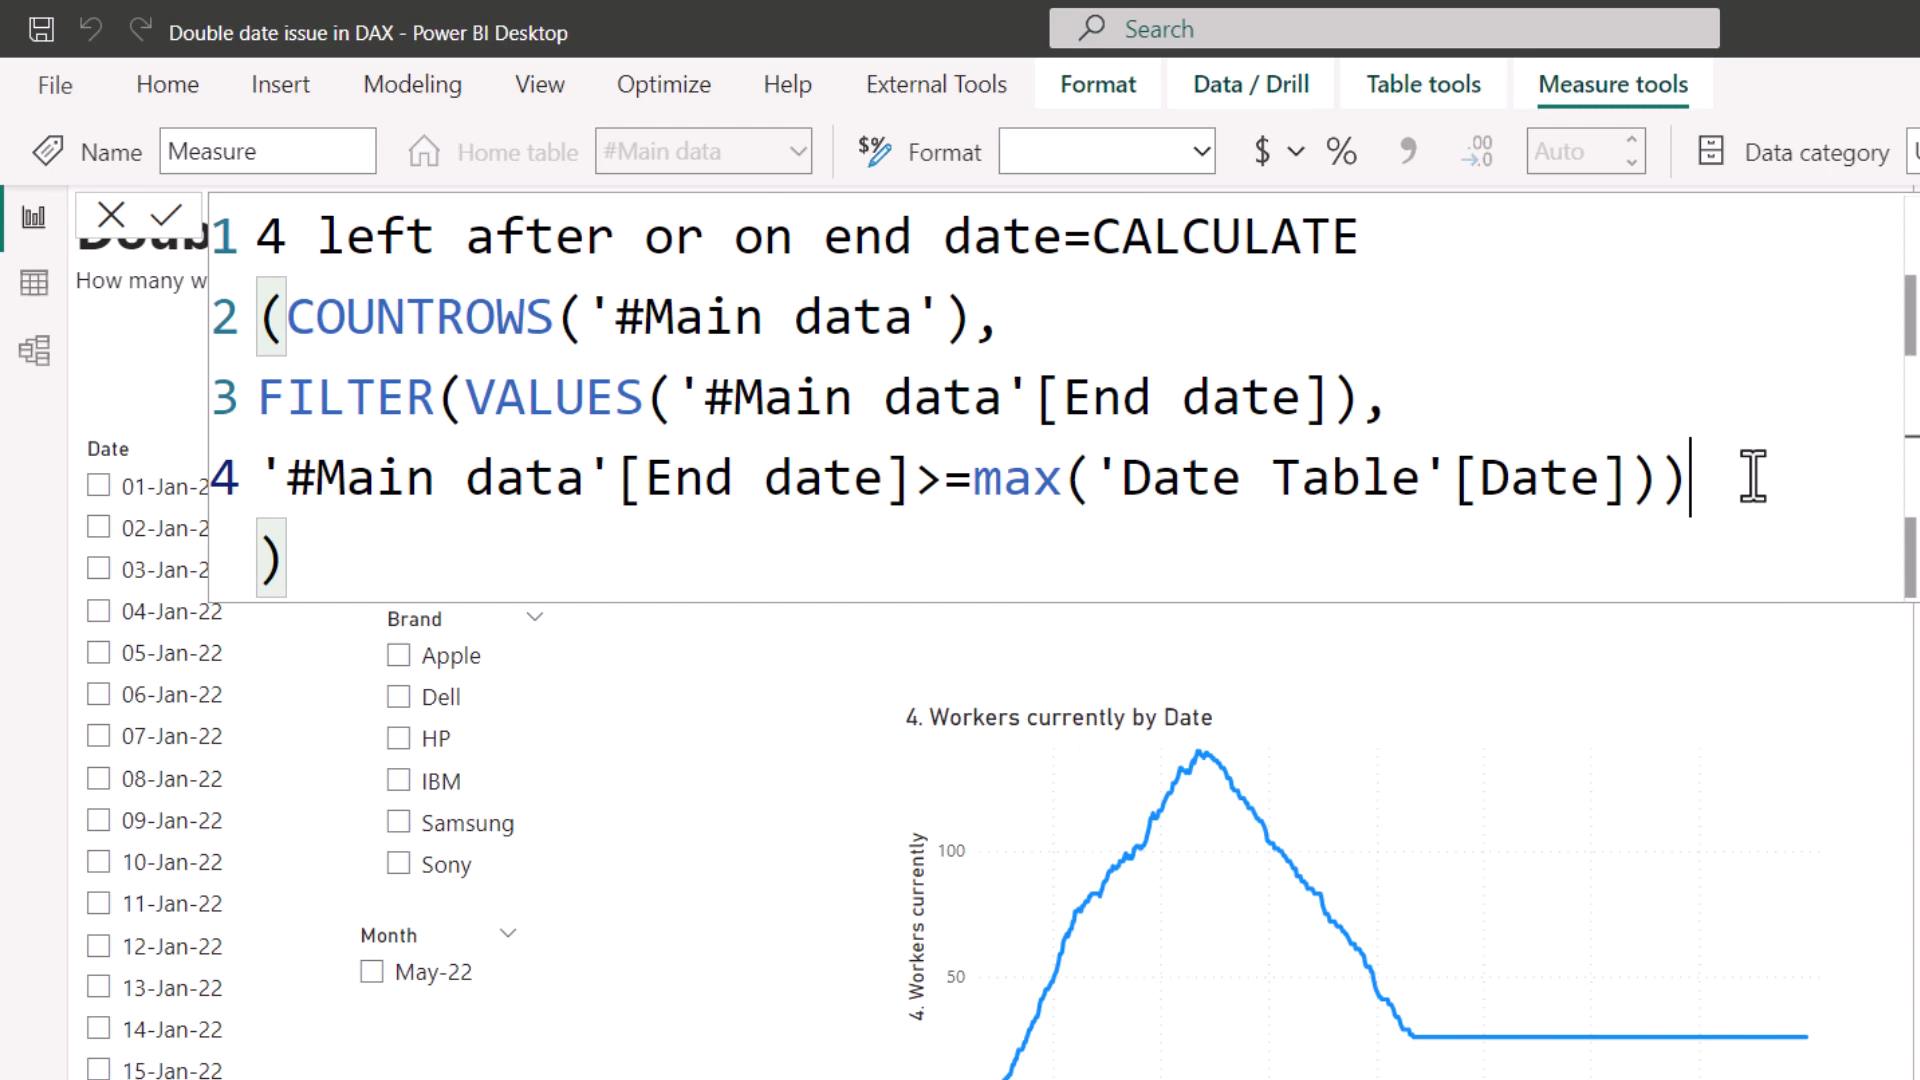 Double date issue in DAX - Power BI Desktop
Search
File Home Insert Modeling View Optimize Help External Tools Format Data / Drill Table tools Measure tools
Name Measure Home table #Main data Format $ % Auto Data category
1 4 left after or on end date=CALCULATE
2 (COUNTROWS('#Main data'),
3 FILTER(VALUES('#Main data'[End date]),
4 '#Main data'[End date]>=max('Date Table'[Date]))
)
How many w
Date
01-Jan-2
02-Jan-2
03-Jan-2
04-Jan-22
05-Jan-22
06-Jan-22
07-Jan-22
08-Jan-22
09-Jan-22
10-Jan-22
11-Jan-22
12-Jan-22
13-Jan-22
14-Jan-22
15-Jan-22
Brand
Apple
Dell
HP
IBM
Samsung
Sony
Month
May-22
4. Workers currently by Date
4. Workers currently
100
50